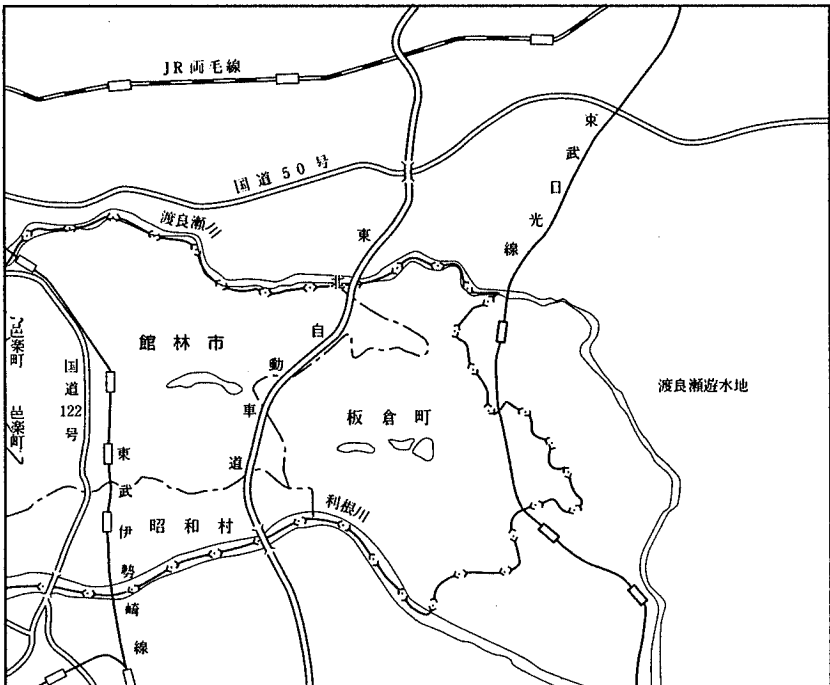 JR両毛線
国道50号
東武日光線
渡良瀬川
東自動車道
館林市
邑楽町
邑楽町
国道122号
板倉町
渡良瀬遊水地
東武伊勢崎線
昭和村
利根川